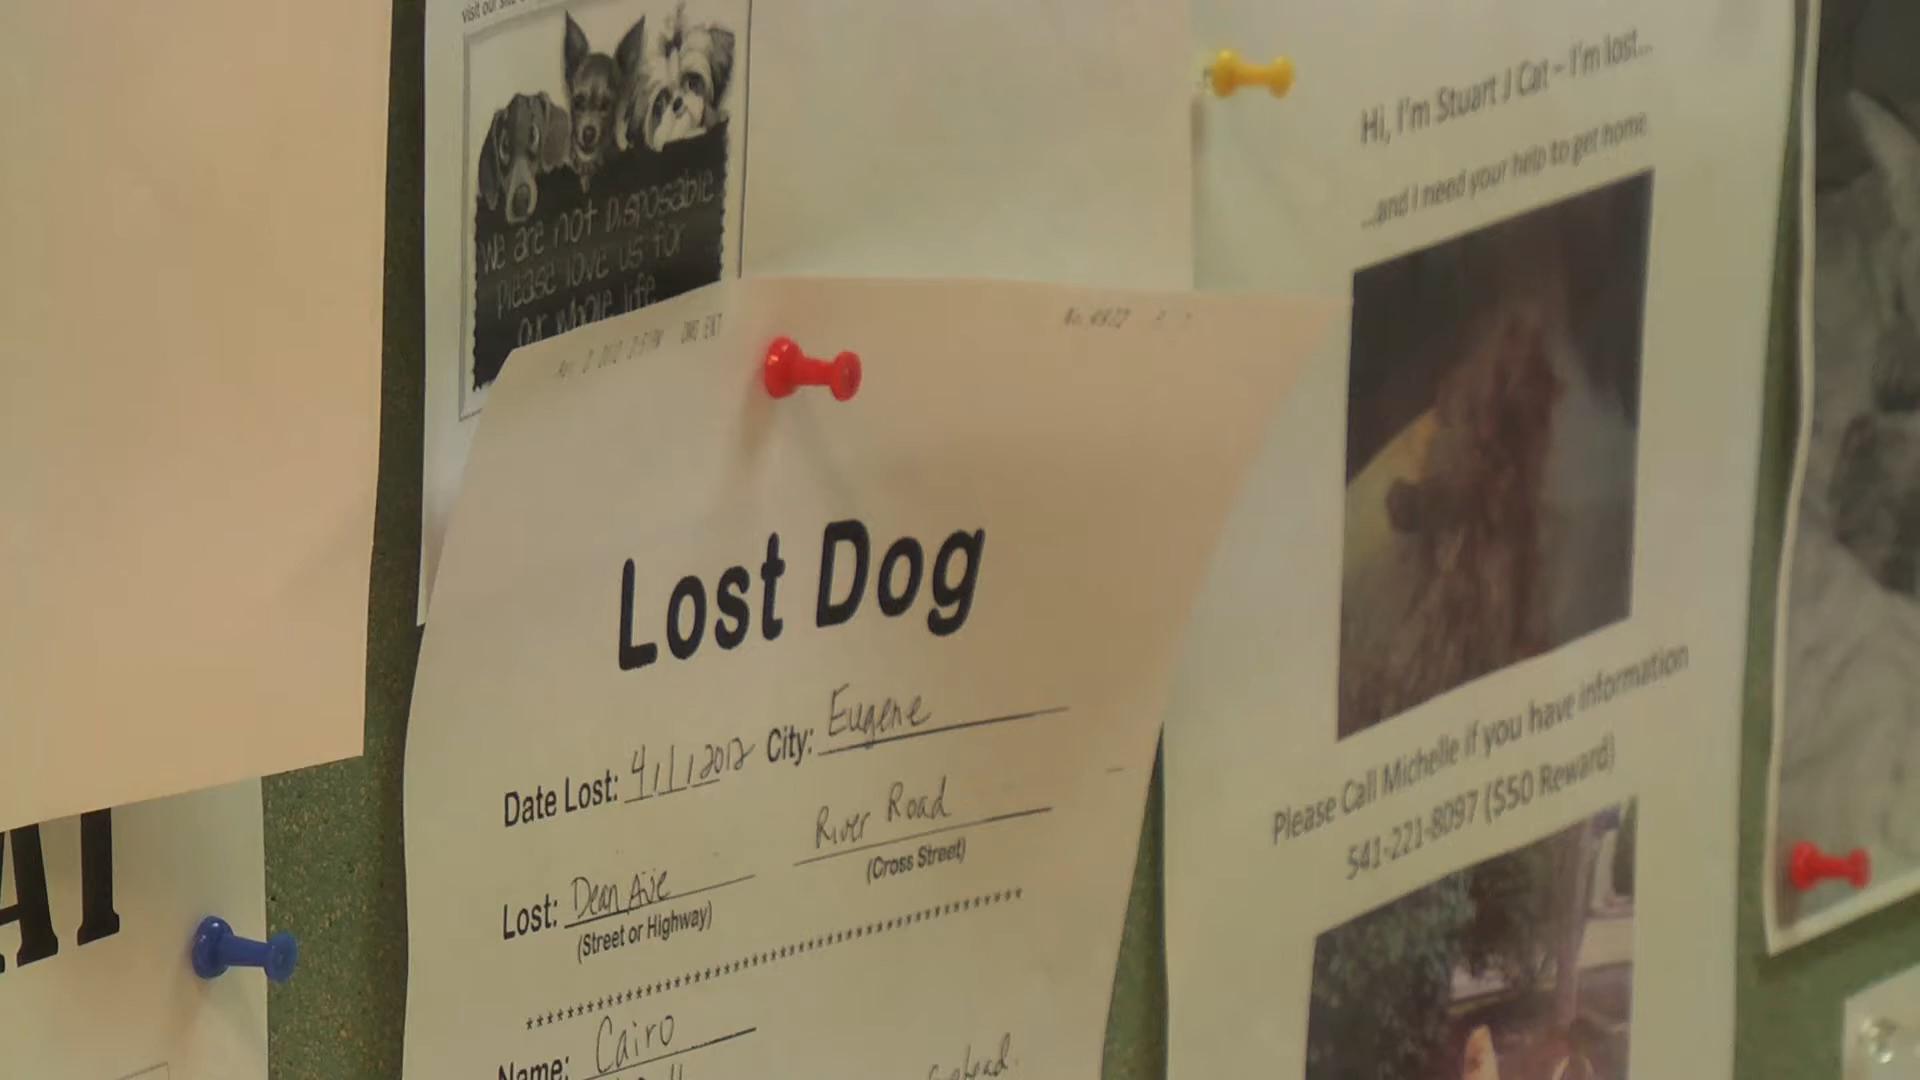 visit our site
We are not Disposable
Please love us for
our whole life
Lost Dog
Date Lost: 4/1/2012 City: Eugene
Lost: Dean Ave River Road
(Street or Highway) (Cross Street)
Name: Cairo
Hi, I'm Stuart J Cat – I'm lost...
...and I need your help to get home
Please Call Michelle if you have information
541-221-8097 ($50 Reward)